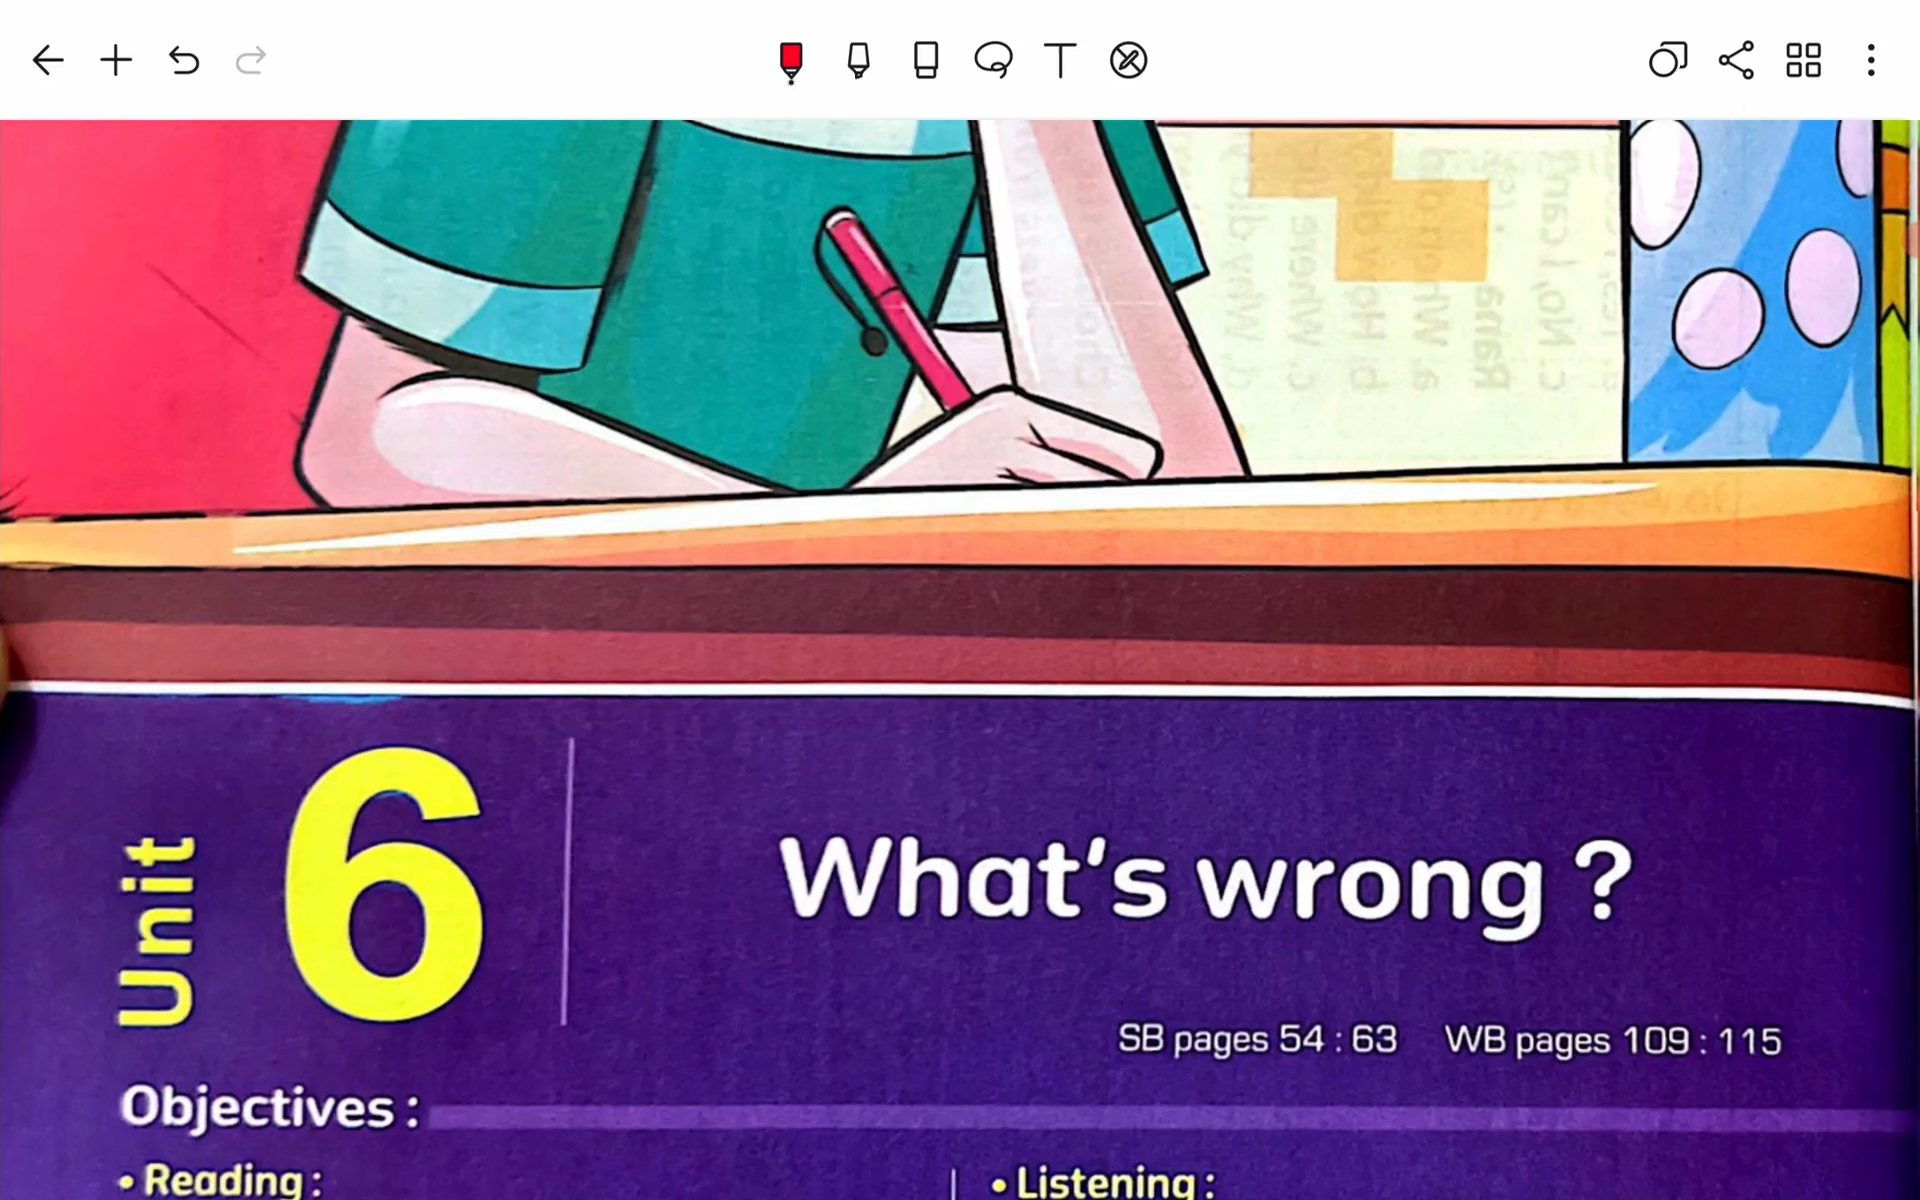 Unit 6
What's wrong ?
SB pages 54 : 63 WB pages 109 : 115
Objectives :
• Reading :
• Listening :